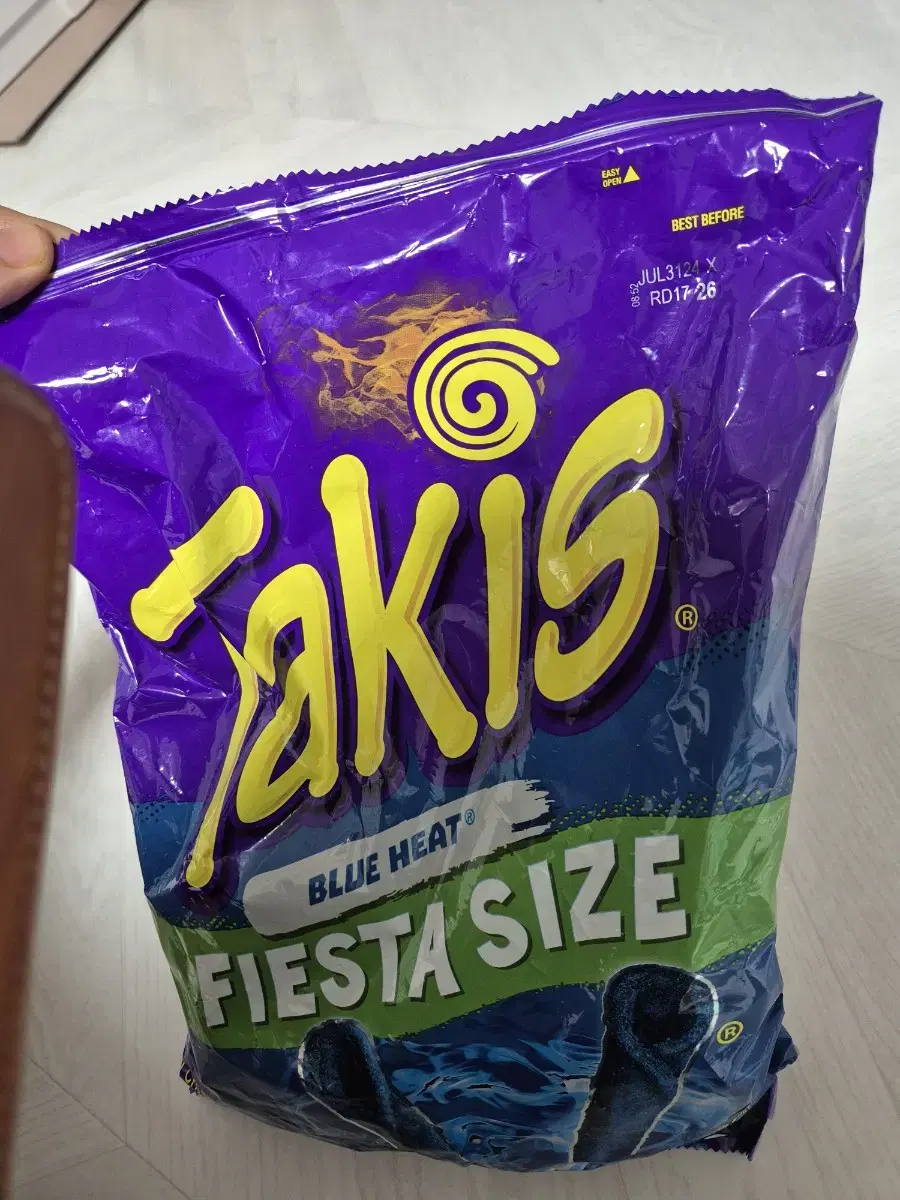 EASY
OPEN
BEST BEFORE
JUL3124 X
08:52
RD17 26
Takis®
BLUE HEAT®
FIESTA SIZE
®